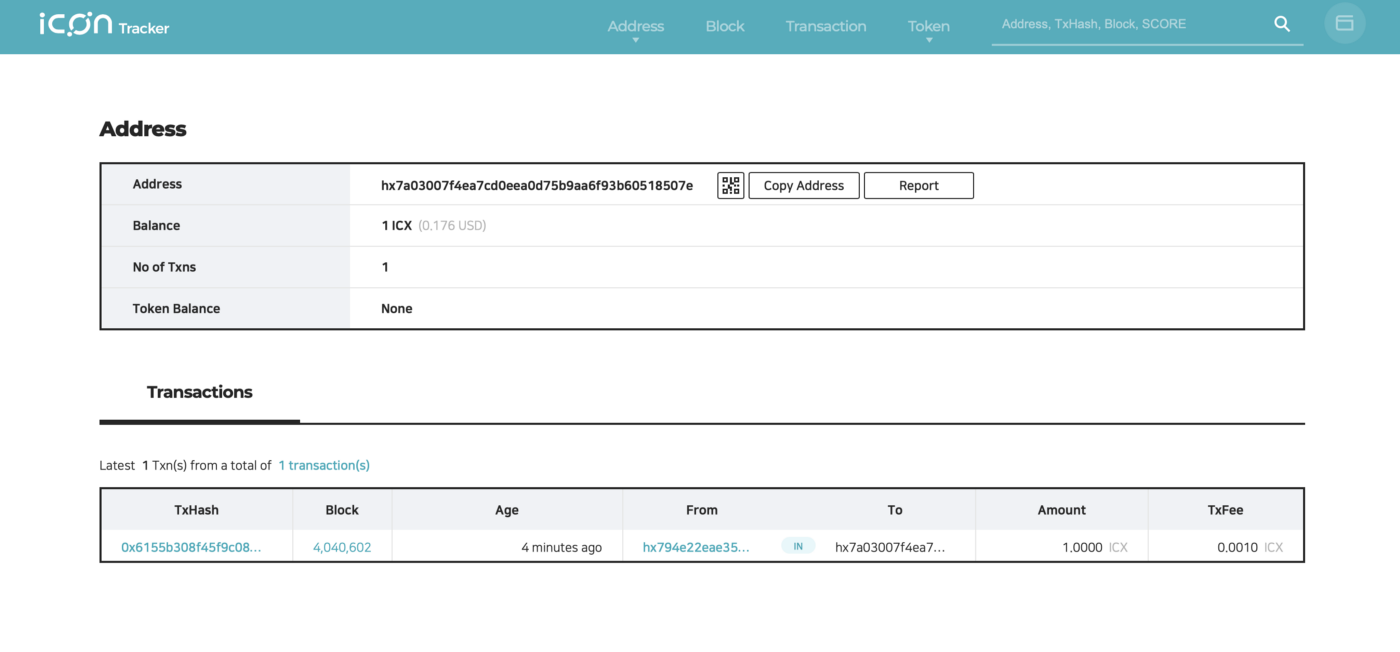 icon Tracker
Address Block Transaction Token Address, TxHash, Block, SCORE
Address
Address hx7a03007f4ea7cd0eea0d75b9aa6f93b60518507e Copy Address Report
Balance 1 ICX (0.176 USD)
No of Txns 1
Token Balance None
Transactions
Latest 1 Txn(s) from a total of 1 transaction(s)
TxHash Block Age From To Amount TxFee
0x6155b308f45f9c08... 4,040,602 4 minutes ago hx794e22eae35... IN hx7a03007f4ea7... 1.0000 ICX 0.0010 ICX